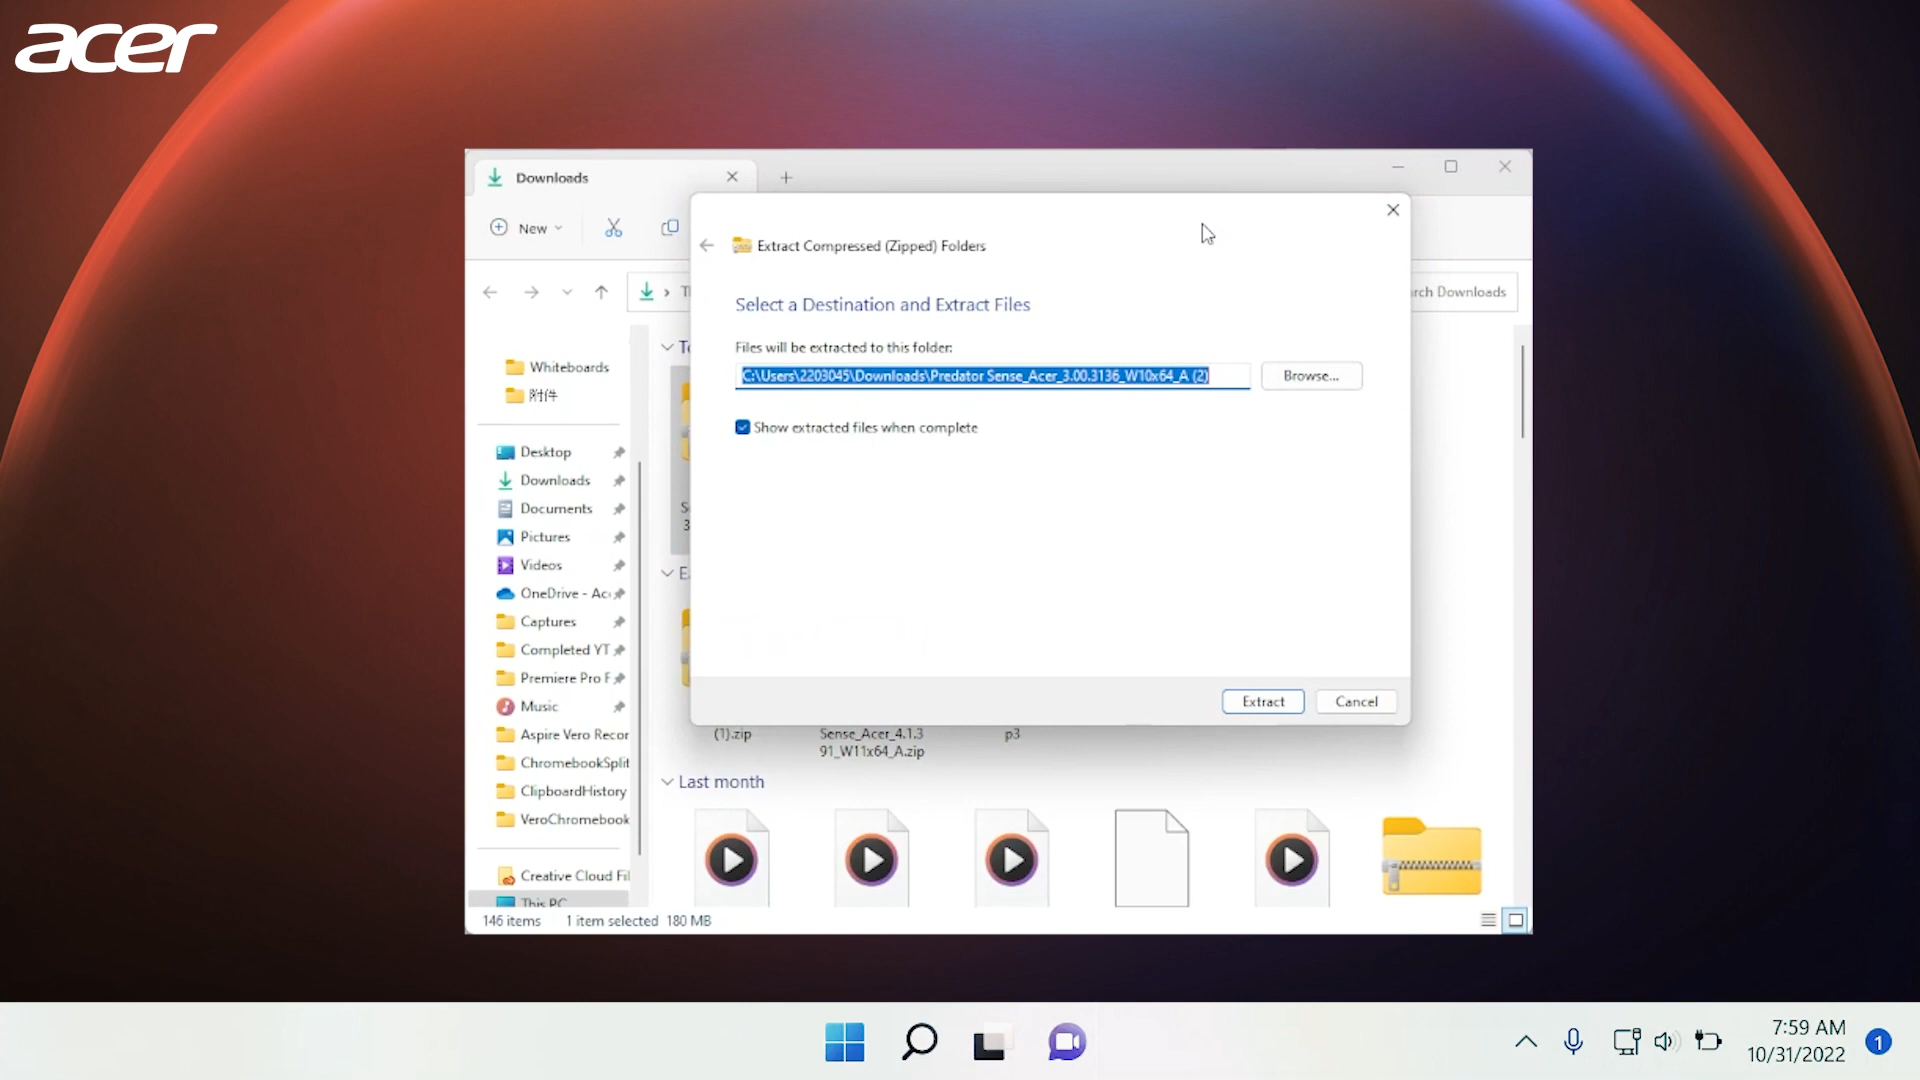 acer
Downloads
New
Extract Compressed (Zipped) Folders
Select a Destination and Extract Files
rch Downloads
Files will be extracted to this folder:
C:\Users\2203045\Downloads\Predator Sense_Acer_3.00.3136_W10x64_A (2)
Browse...
Show extracted files when complete
Whiteboards
附件
Desktop
Downloads
Documents
Pictures
Videos
OneDrive - Ac
Captures
Completed YT
Premiere Pro F
Music
Aspire Vero Recor
ChromebookSplit
ClipboardHistory
VeroChromebook
Creative Cloud Fil
This PC
Extract
Cancel
(1).zip
Sense_Acer_4.1.3
91_W11x64_A.zip
p3
Last month
146 items
1 item selected 180 MB
7:59 AM
10/31/2022
1